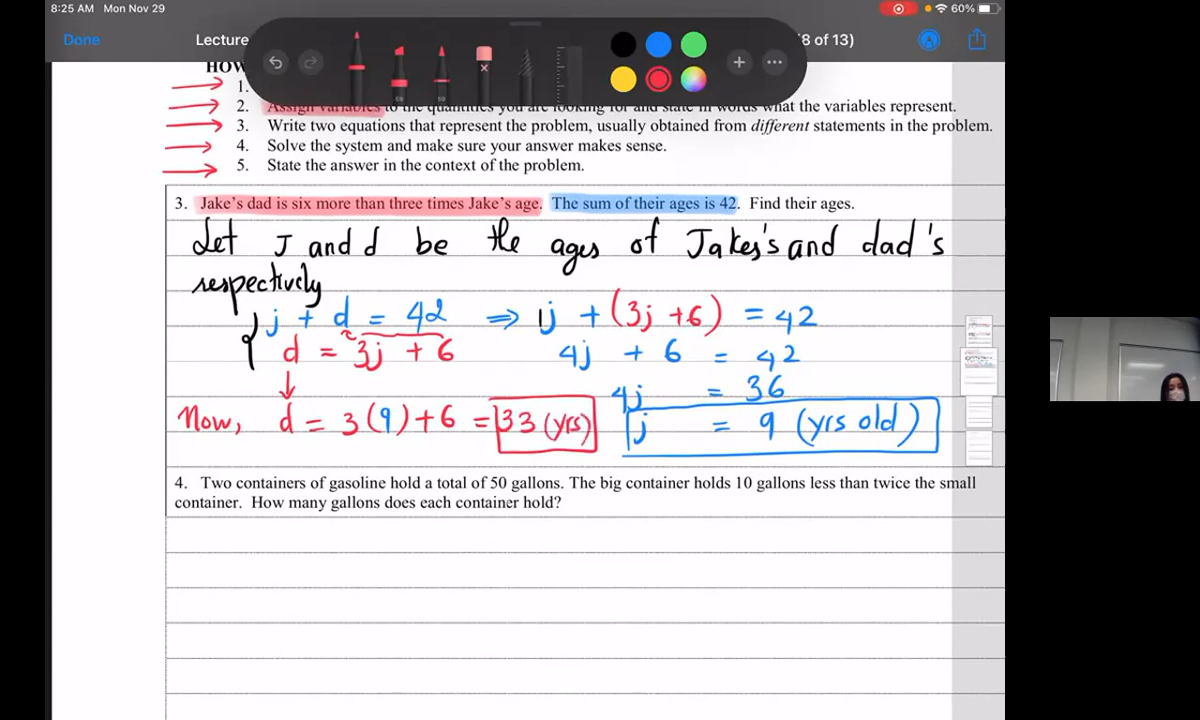 8:25 AM Mon Nov 29
60%
Done
Lecture
8 of 13)
HOW
1.
2. Assign variables to the quantities you are looking for and state in words what the variables represent.
3. Write two equations that represent the problem, usually obtained from different statements in the problem.
4. Solve the system and make sure your answer makes sense.
5. State the answer in the context of the problem.
3. Jake's dad is six more than three times Jake's age. The sum of their ages is 42. Find their ages.
Let J and d be the ages of Jakes's and dad's
respectively
j + d = 42 ⇒ 1j + (3j + 6) = 42
d = 3j + 6 4j + 6 = 42
4j = 36
Now, d = 3(9) + 6 = 33 (yrs) j = 9 (yrs old)
4. Two containers of gasoline hold a total of 50 gallons. The big container holds 10 gallons less than twice the small
container. How many gallons does each container hold?